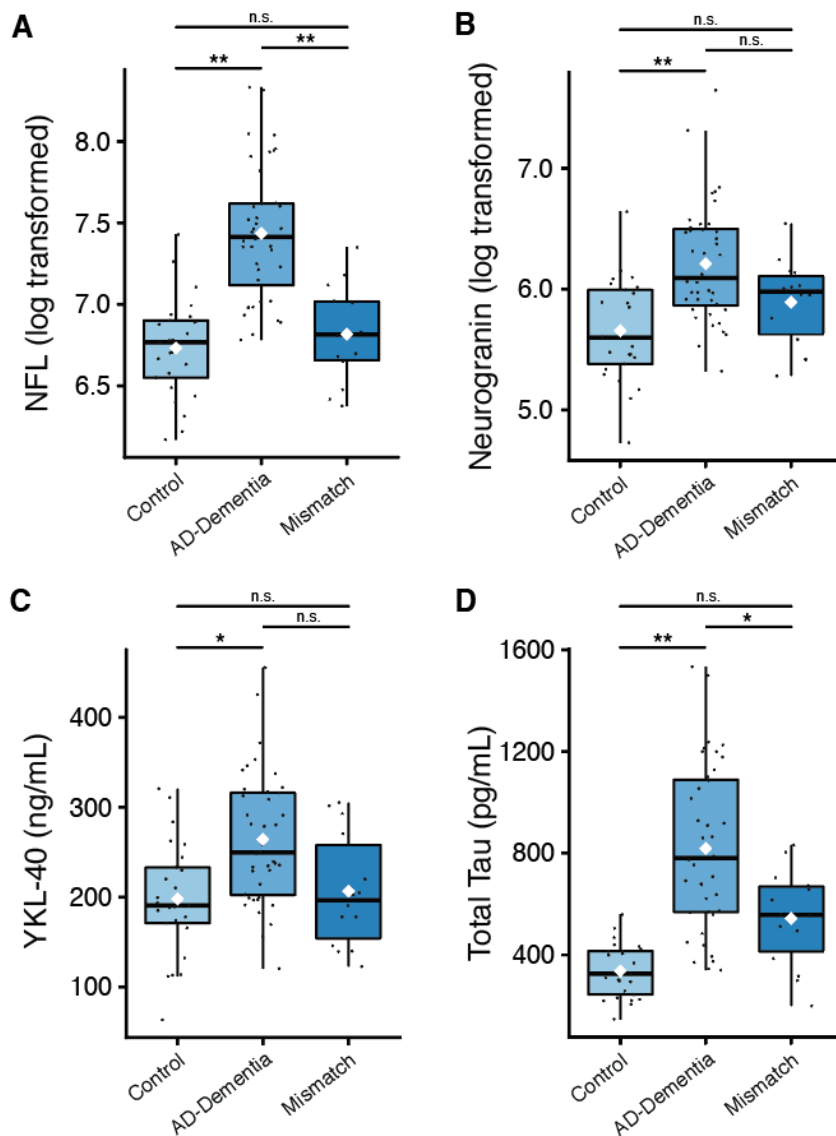 A
n.s.
**
**
NFL (log transformed)
8.0
7.5
7.0
6.5
Control
AD-Dementia
Mismatch
B
n.s.
n.s.
**
Neurogranin (log transformed)
7.0
6.0
5.0
Control
AD-Dementia
Mismatch
C
n.s.
n.s.
*
YKL-40 (ng/mL)
400
300
200
100
Control
AD-Dementia
Mismatch
D
n.s.
*
**
Total Tau (pg/mL)
1600
1200
800
400
Control
AD-Dementia
Mismatch